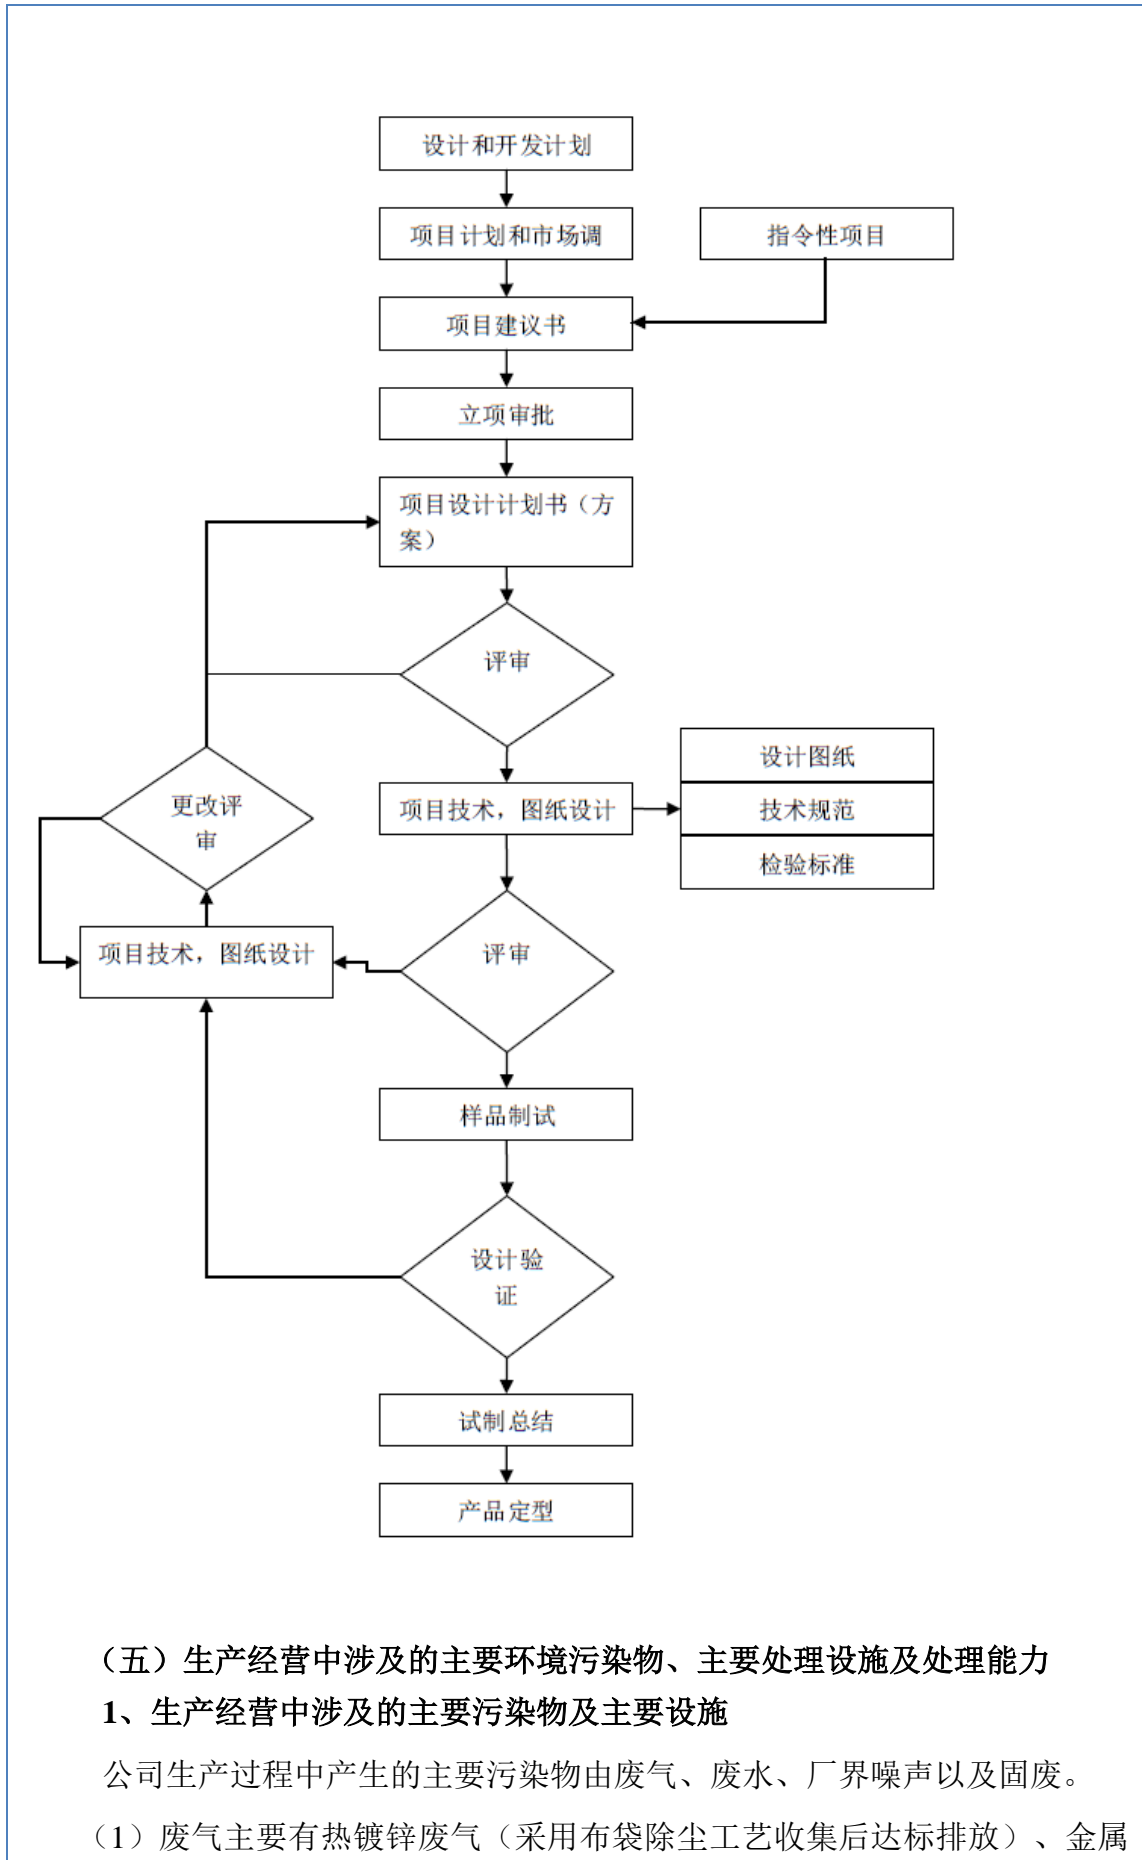 设计和开发计划
项目计划和市场调
指令性项目
项目建议书
立项审批
项目设计计划书（方
案）
评审
设计图纸
更改评
审
项目技术，图纸设计
技术规范
检验标准
项目技术，图纸设计
评审
样品制试
设计验
证
试制总结
产品定型
（五）生产经营中涉及的主要环境污染物、主要处理设施及处理能力
1、生产经营中涉及的主要污染物及主要设施
公司生产过程中产生的主要污染物由废气、废水、厂界噪声以及固废。
（1）废气主要有热镀锌废气（采用布袋除尘工艺收集后达标排放）、金属